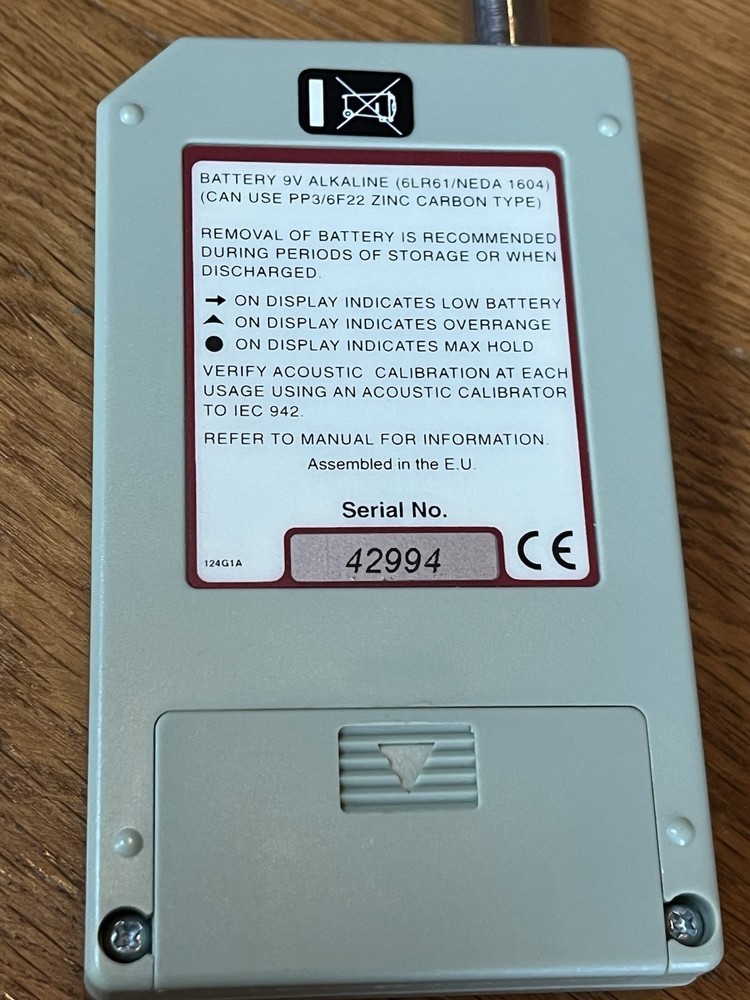 BATTERY 9V ALKALINE (6LR61/NEDA 1604)
(CAN USE PP3/6F22 ZINC CARBON TYPE)
REMOVAL OF BATTERY IS RECOMMENDED
DURING PERIODS OF STORAGE OR WHEN
DISCHARGED.
→ ON DISPLAY INDICATES LOW BATTERY
▲ ON DISPLAY INDICATES OVERRANGE
● ON DISPLAY INDICATES MAX HOLD
VERIFY ACOUSTIC CALIBRATION AT EACH
USAGE USING AN ACOUSTIC CALIBRATOR
TO IEC 942.
REFER TO MANUAL FOR INFORMATION.
Assembled in the E.U.
Serial No.
124G1A
42994
CE